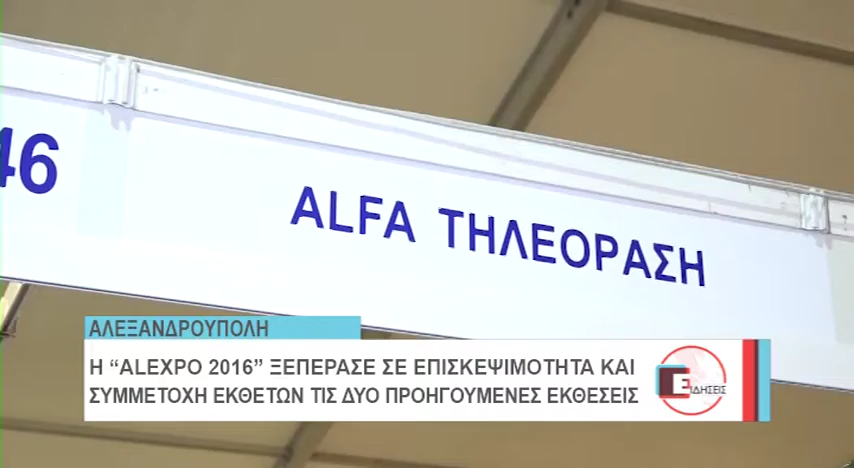 46
ALFA ΤΗΛΕΟΡΑΣΗ
ΑΛΕΞΑΝΔΡΟΥΠΟΛΗ
Η “ALEXPO 2016” ΞΕΠΕΡΑΣΕ ΣΕ ΕΠΙΣΚΕΨΙΜΟΤΗΤΑ ΚΑΙ
ΣΥΜΜΕΤΟΧΗ ΕΚΘΕΤΩΝ ΤΙΣ ΔΥΟ ΠΡΟΗΓΟΥΜΕΝΕΣ ΕΚΘΕΣΕΙΣ
ΕΙΔΗΣΕΙΣ